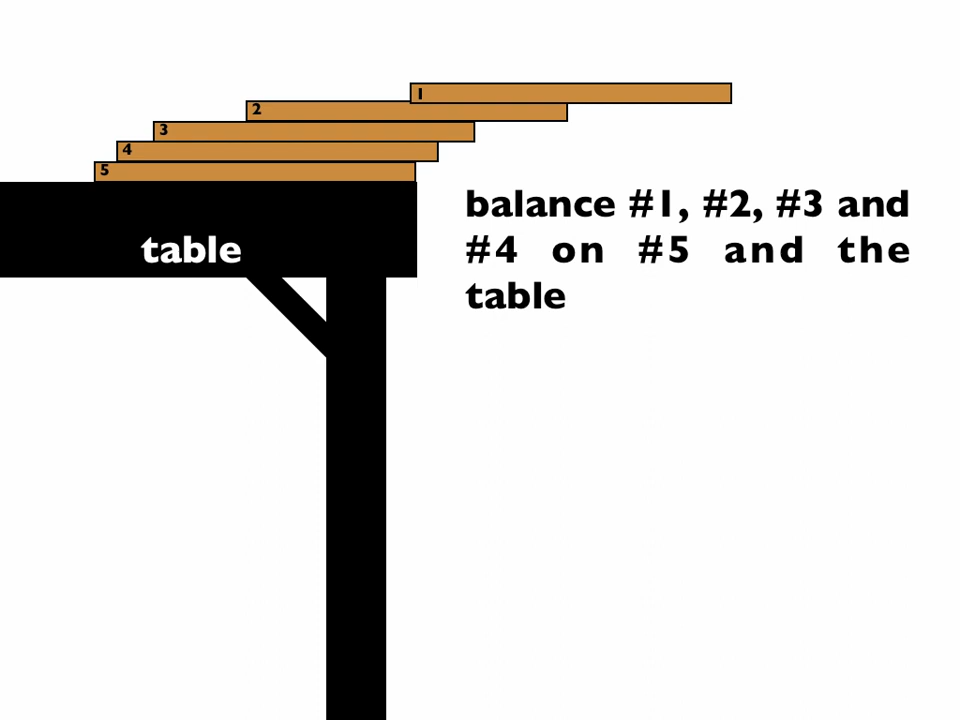 1
2
3
4
5
table
balance #1, #2, #3 and
#4 on #5 and the
table